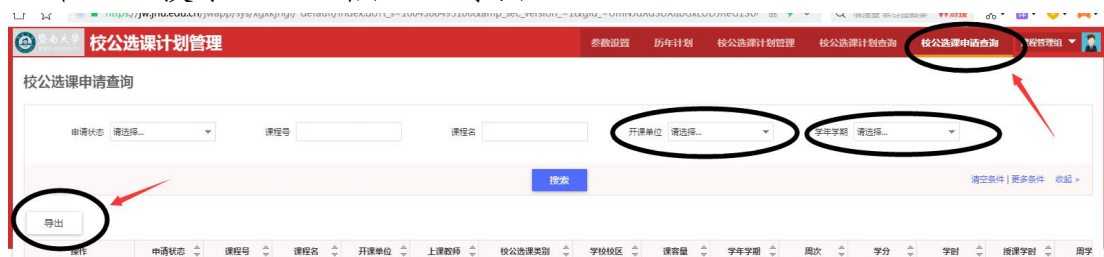 暨南大学 校公选课计划管理 参数设置 历年计划 校公选课计划管理 校公选课计划查询 校公选课申请查询 课程管理组
校公选课申请查询
申请状态 请选择... 课程号 课程名 开课单位 请选择... 学年学期 请选择...
搜索 清空条件 | 更多条件 收起 >
导出
操作 申请状态 课程号 课程名 开课单位 上课教师 校公选课类别 学校校区 课容量 学年学期 周次 学分 学时 授课学时 周学